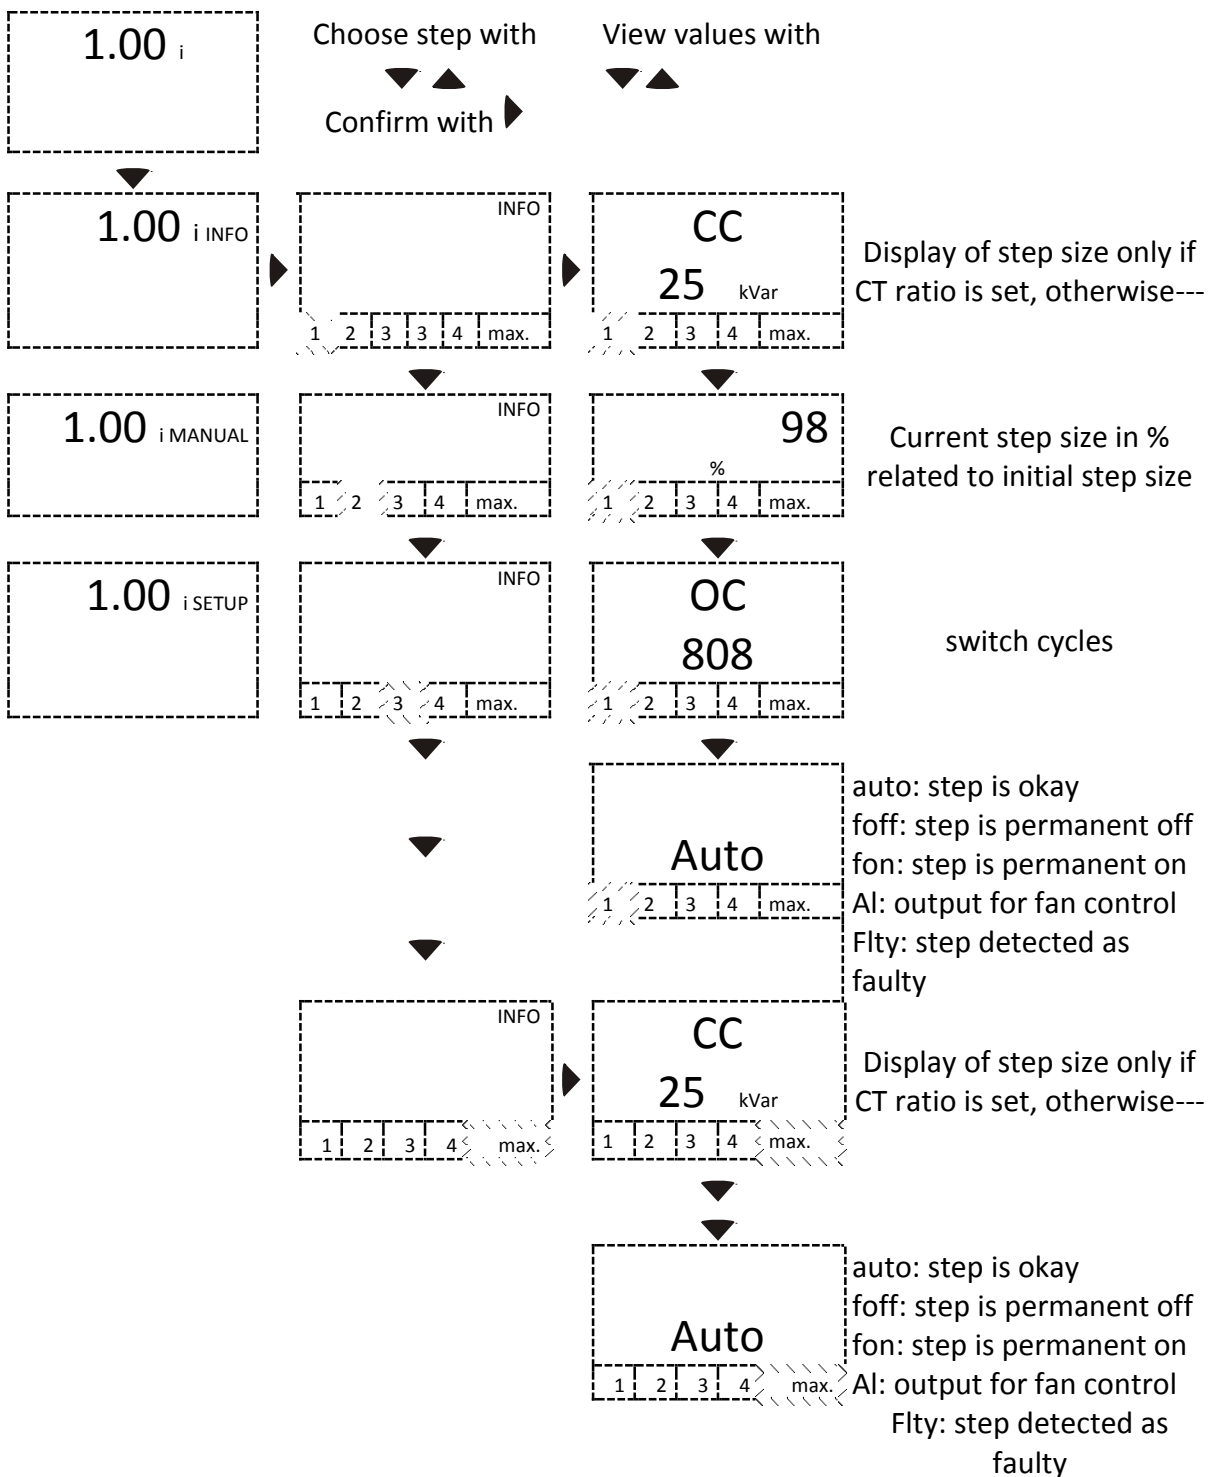 1.00 i
Choose step with
View values with
Confirm with
1.00 i INFO
INFO
1 2 3 3 4 max.
CC
25 kVar
1 2 3 4 max.
Display of step size only if
CT ratio is set, otherwise---
1.00 i MANUAL
INFO
1 2 3 4 max.
98
%
1 2 3 4 max.
Current step size in %
related to initial step size
1.00 i SETUP
INFO
1 2 3 4 max.
OC
808
1 2 3 4 max.
switch cycles
Auto
1 2 3 4 max.
auto: step is okay
foff: step is permanent off
fon: step is permanent on
Al: output for fan control
Flty: step detected as
faulty
INFO
1 2 3 4 max.
CC
25 kVar
1 2 3 4 max.
Display of step size only if
CT ratio is set, otherwise---
Auto
1 2 3 4 max.
auto: step is okay
foff: step is permanent off
fon: step is permanent on
Al: output for fan control
Flty: step detected as
faulty